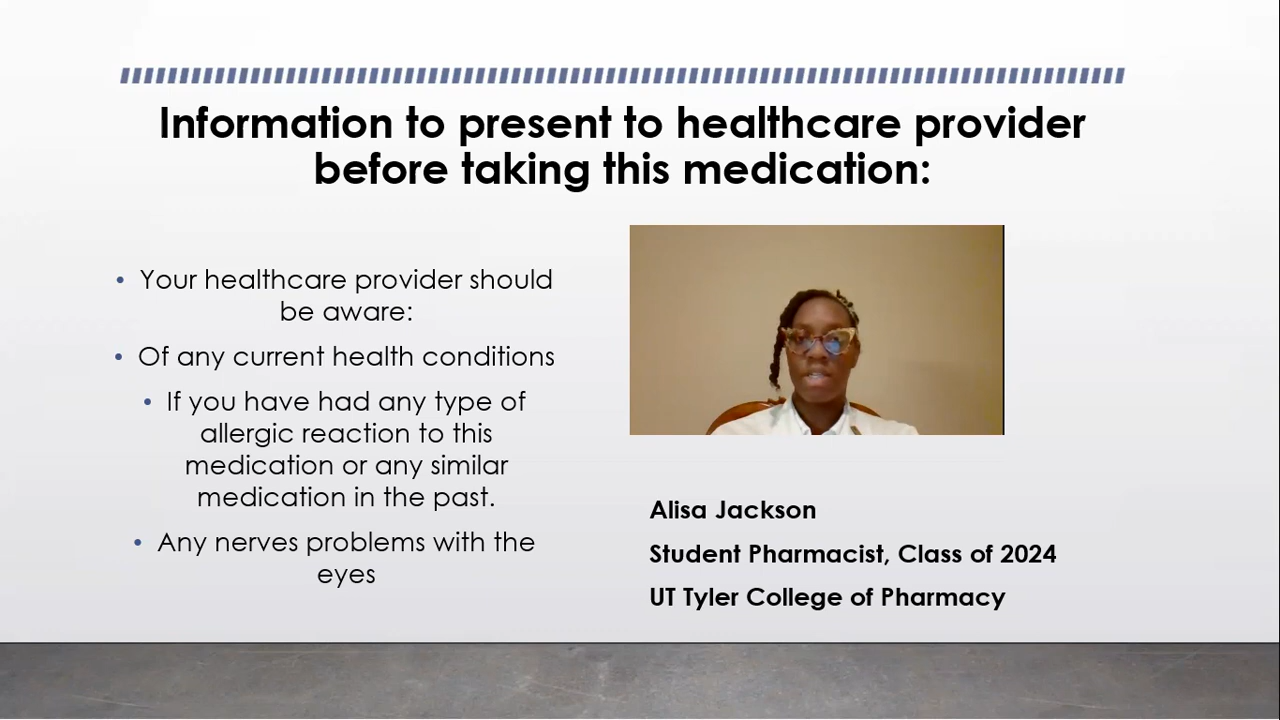 Information to present to healthcare provider
before taking this medication:
• Your healthcare provider should
be aware:
• Of any current health conditions
• If you have had any type of
allergic reaction to this
medication or any similar
medication in the past.
• Any nerves problems with the
eyes
Alisa Jackson
Student Pharmacist, Class of 2024
UT Tyler College of Pharmacy